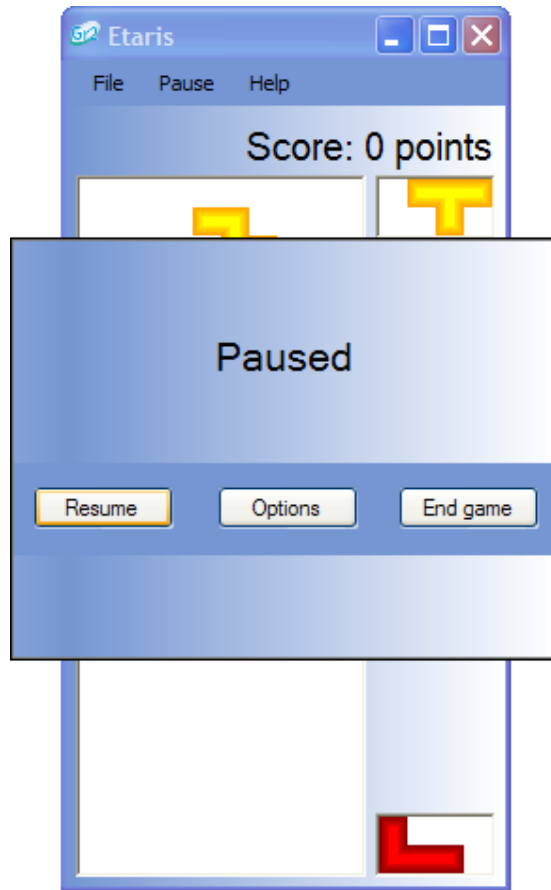 Etaris
File Pause Help
Score: 0 points
Paused
Resume Options End game